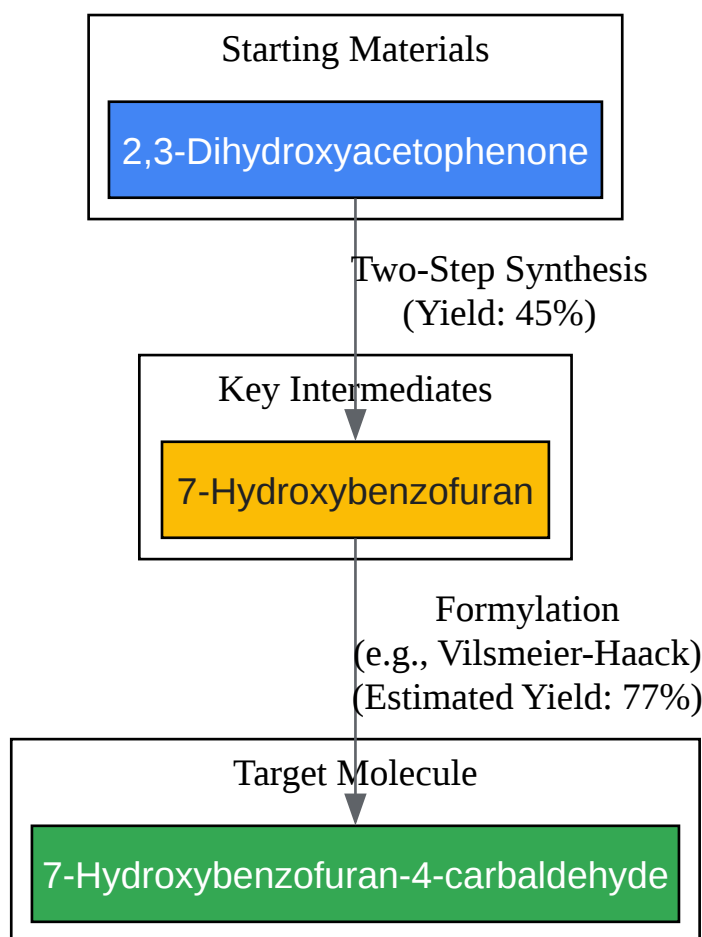 Starting Materials
2,3-Dihydroxyacetophenone
Two-Step Synthesis
(Yield: 45%)
Key Intermediates
7-Hydroxybenzofuran
Formylation
(e.g., Vilsmeier-Haack)
(Estimated Yield: 77%)
Target Molecule
7-Hydroxybenzofuran-4-carbaldehyde